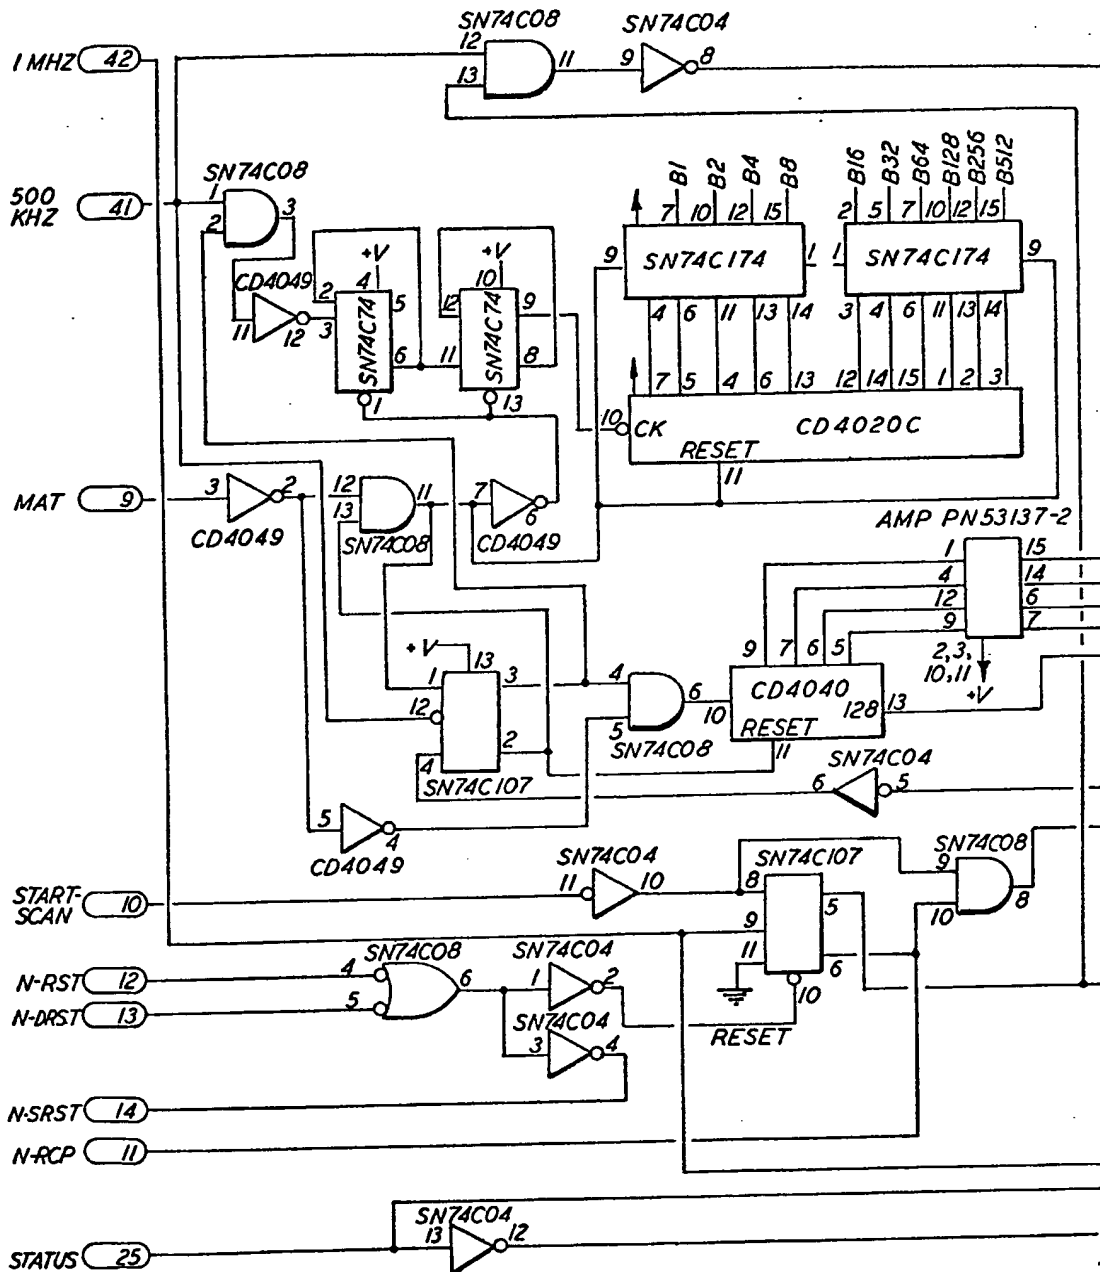 SN74C08 SN74C04
1 MHZ 42
12 13 11 9 8
SN74C08
500 KHZ 41
1 2 3
B1 B2 B4 B8 B16 B32 B64 B128 B256 B512
7 10 12 15 2 5 7 10 12 15
9 SN74C174 1 1 SN74C174 9
4 6 11 13 14 3 4 6 11 13 14
CD4049
11 12
+V +V
2 4 5 3 6 1 SN74C74
12 10 9 11 8 13 SN74C74
7 5 4 6 13 12 14 15 1 2 3
10 CK CD4020C
RESET
11
MAT 9
3 2 12 13 11 7 6
CD4049 SN74C08 CD4049
AMP PN53137-2
1 4 12 9 15 14 6 7
2,3,
10,11
+V
+V 13
1 12 4 3 2
SN74C107
4 5 6
SN74C08
9 7 6 5
10 CD4040 128 13
RESET
11
SN74C04
6 5
5 4
CD4049
START-
SCAN 10
SN74C04
11 10
SN74C107
8 9 11 5 6 10
SN74C08
9 10 8
N-RST 12
N-DRST 13
SN74C08
4 5 6
SN74C04
1 2
SN74C04
3 4
RESET
N-SRST 14
N-RCP 11
SN74C04
STATUS 25
13 12